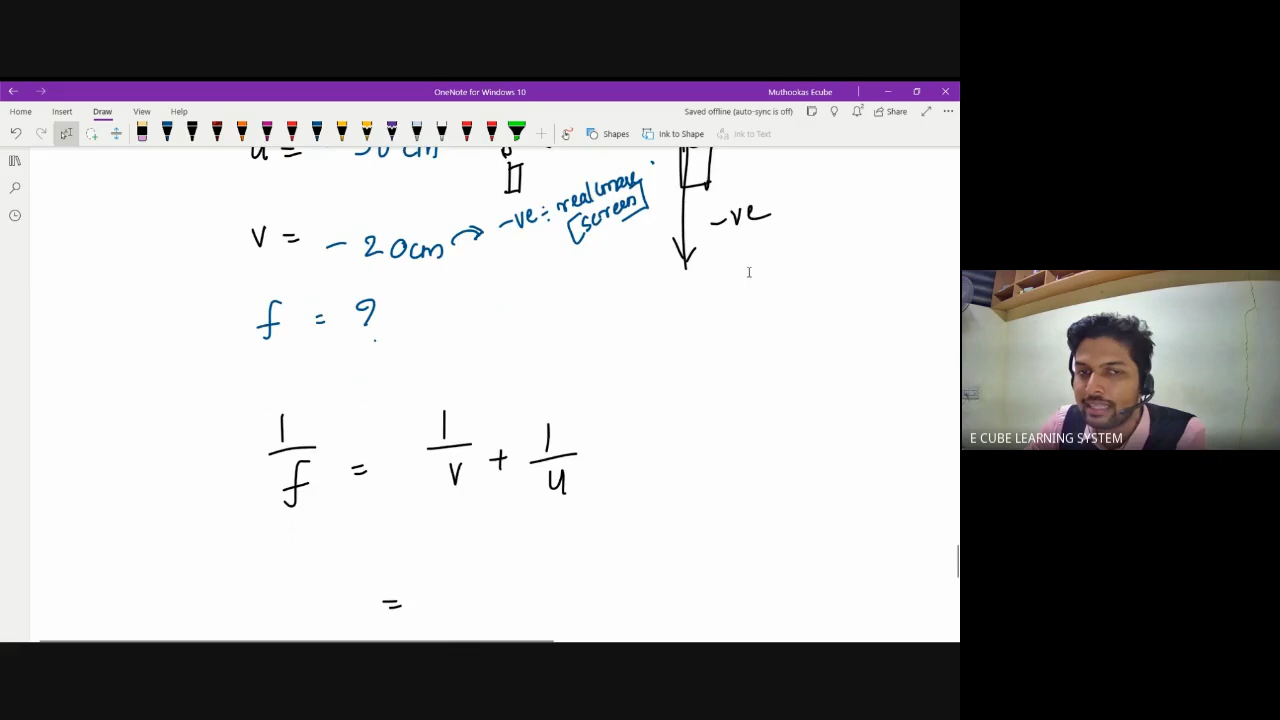 OneNote for Windows 10
Muthookas Ecube
Home Insert Draw View Help
Saved offline (auto-sync is off)
Share
Shapes
Ink to Shape
Ink to Text
u =
-ve = real image
[screen]
-ve
v = - 20cm
f = ?
1/f = 1/v + 1/u
=
E CUBE LEARNING SYSTEM